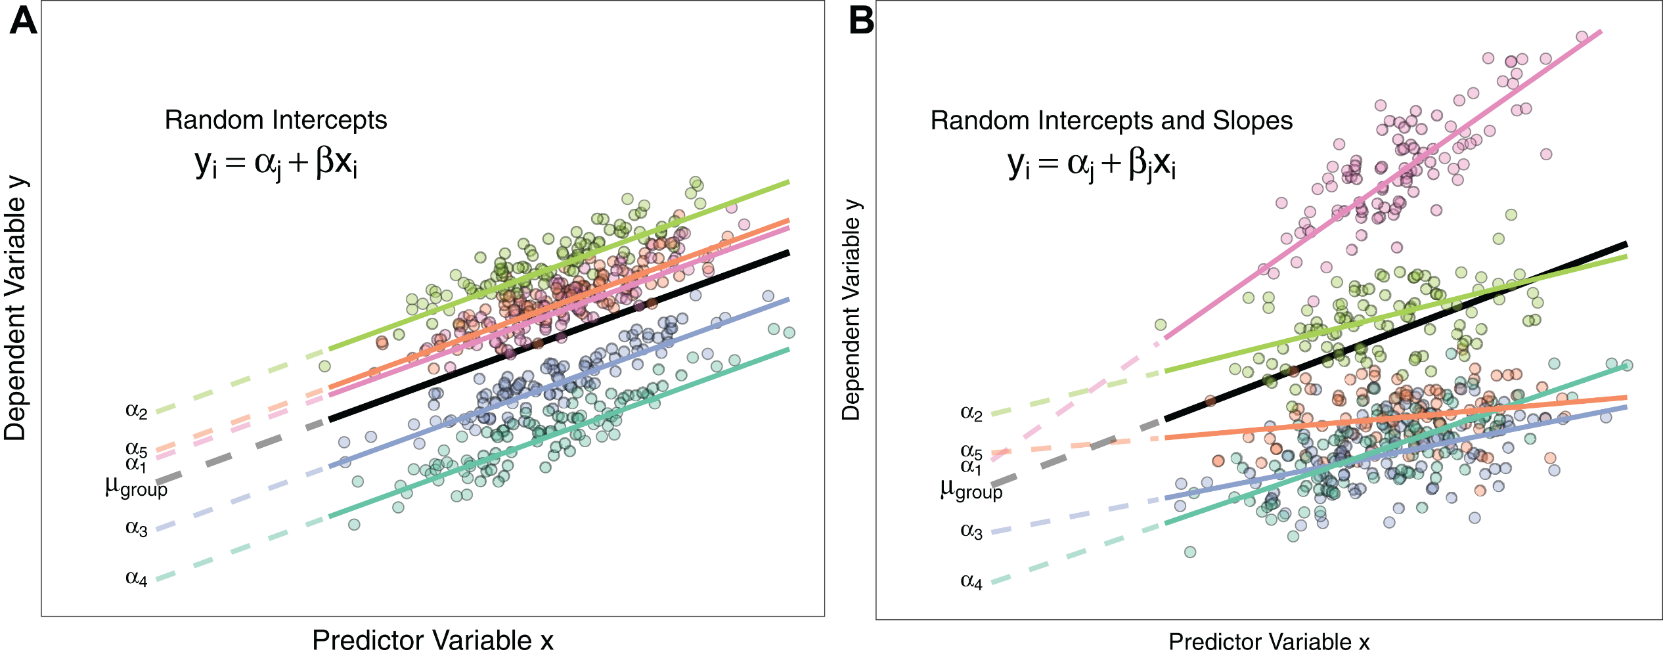 A
Random Intercepts
yᵢ = αⱼ + βxᵢ
Dependent Variable y
α₂
α₅
α₁
μgroup
α₃
α₄
Predictor Variable x
B
Random Intercepts and Slopes
yᵢ = αⱼ + βⱼxᵢ
Dependent Variable y
α₂
α₅
α₁
μgroup
α₃
α₄
Predictor Variable x